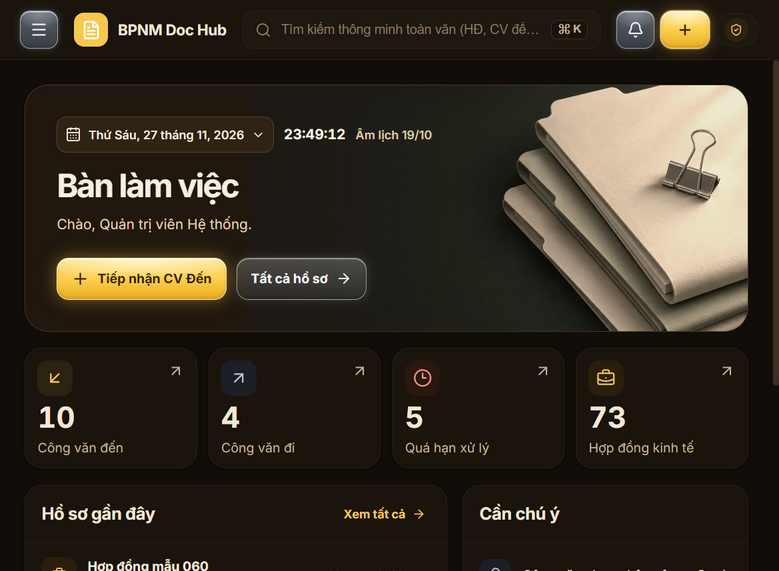 BPNM Doc Hub
Tìm kiếm thông minh toàn văn (HĐ, CV đề...
⌘ K
Thứ Sáu, 27 tháng 11, 2026
23:49:12
Âm lịch 19/10
Bàn làm việc
Chào, Quản trị viên Hệ thống.
Tiếp nhận CV Đến
Tất cả hồ sơ
10
Công văn đến
4
Công văn đi
5
Quá hạn xử lý
73
Hợp đồng kinh tế
Hồ sơ gần đây
Xem tất cả
Cần chú ý
Hợp đồng mẫu 060